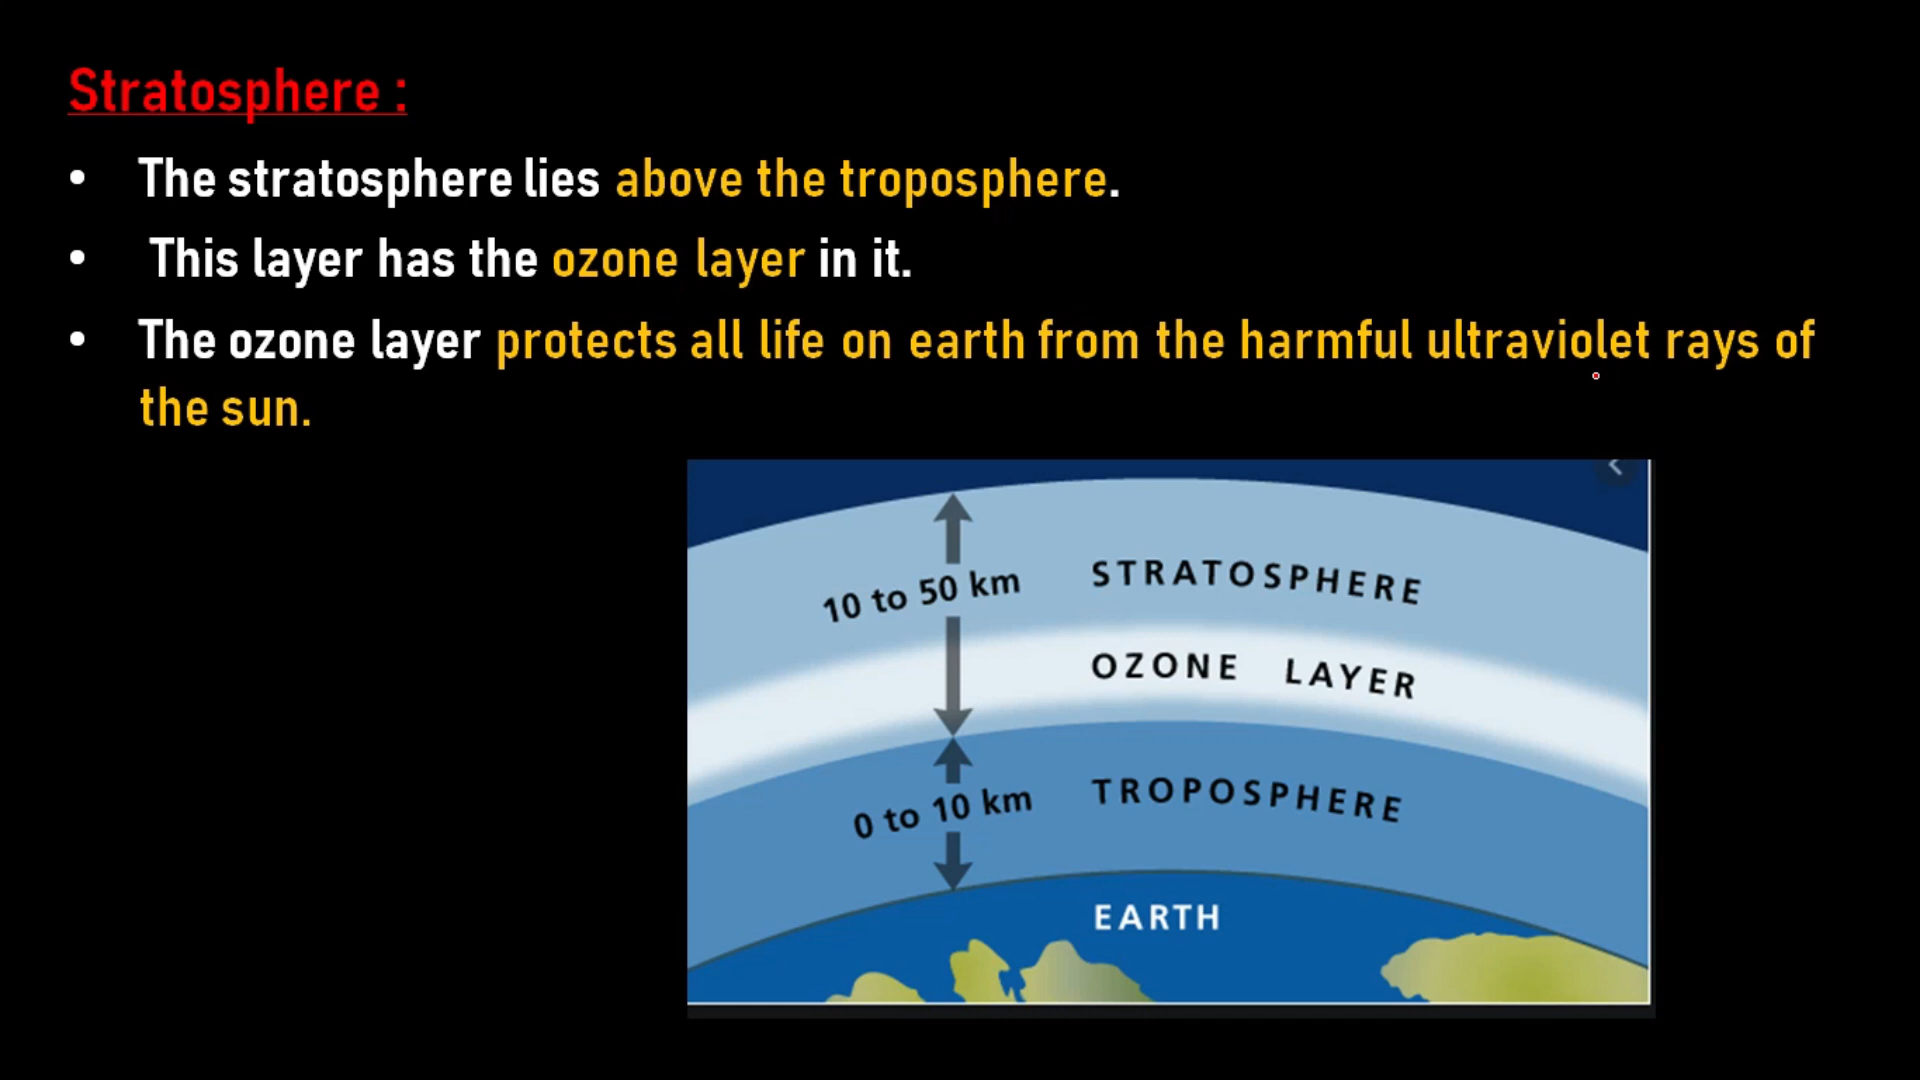 Stratosphere :
• The stratosphere lies above the troposphere.
• This layer has the ozone layer in it.
• The ozone layer protects all life on earth from the harmful ultraviolet rays of
the sun.
10 to 50 km STRATOSPHERE
OZONE LAYER
0 to 10 km TROPOSPHERE
EARTH